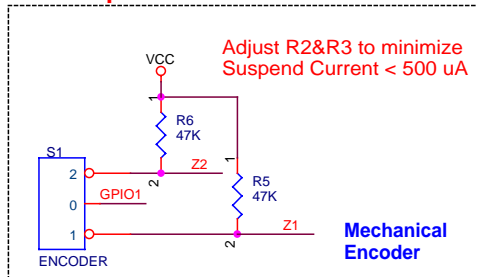 Adjust R2&R3 to minimize
Suspend Current < 500 uA
VCC
1
R6
47K
S1
1
2
Z2
R5
47K
2
0
GPIO1
1
Z1
2
Mechanical
Encoder
ENCODER